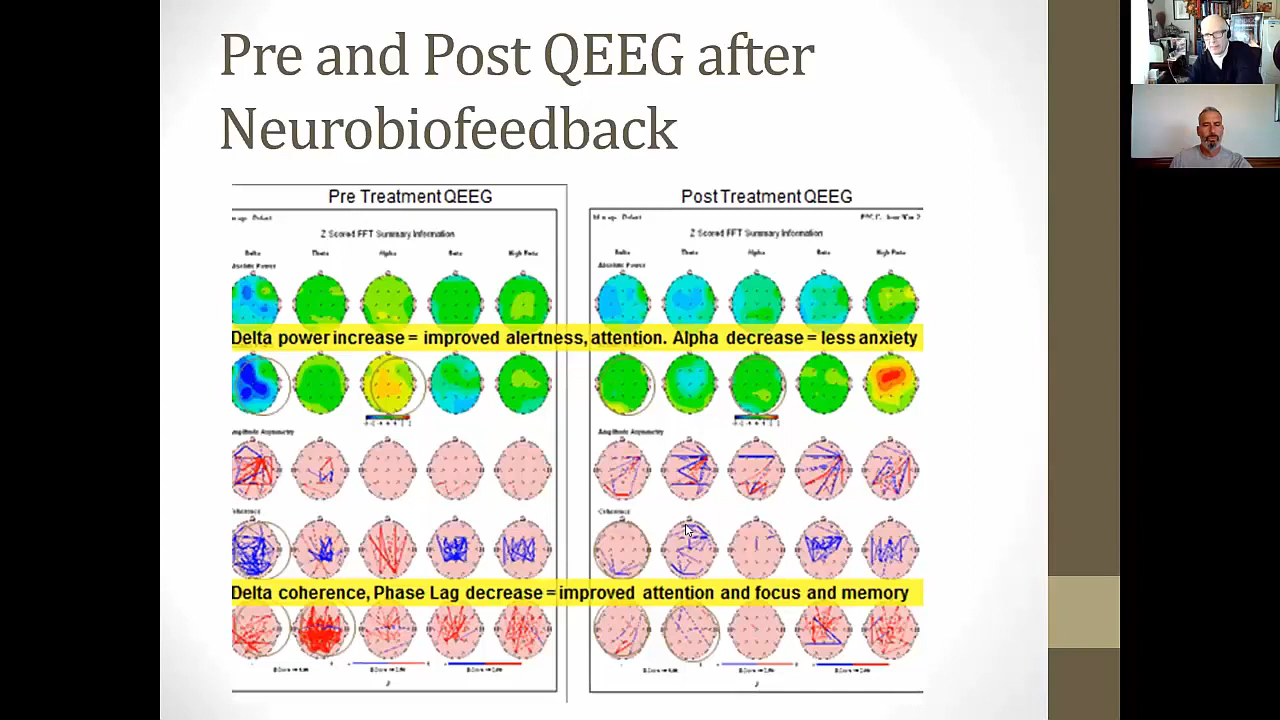 Pre and Post QEEG after
Neurobiofeedback
Pre Treatment QEEG
Post Treatment QEEG
Z Scored FFT Summary Information
Z Scored FFT Summary Information
Delta Theta Alpha Beta High Beta
Delta Theta Alpha Beta High Beta
Absolute Power
Absolute Power
Delta power increase = improved alertness, attention. Alpha decrease = less anxiety
Amplitude Asymmetry
Amplitude Asymmetry
Coherence
Coherence
Delta coherence, Phase Lag decrease = improved attention and focus and memory